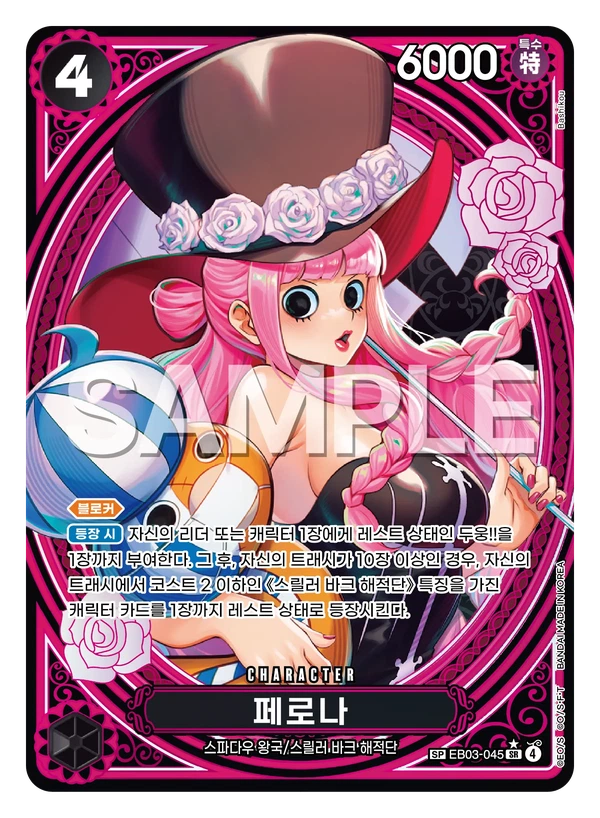 4
6000
특수
特
Bashikou
SAMPLE
블로커
등장 시 자신의 리더 또는 캐릭터 1장에게 레스트 상태인 두웅!!을
1장까지 부여한다. 그 후, 자신의 트래시가 10장 이상인 경우, 자신의
트래시에서 코스트 2 이하인 《스릴러 바크 해적단》 특징을 가진
캐릭터 카드를 1장까지 레스트 상태로 등장시킨다.
CHARACTER
페로나
스파다우 왕국/스릴러 바크 해적단
SP EB03-045 SR ★ 4
©E.O/S ©O/S·F·T BANDAI MADE IN KOREA